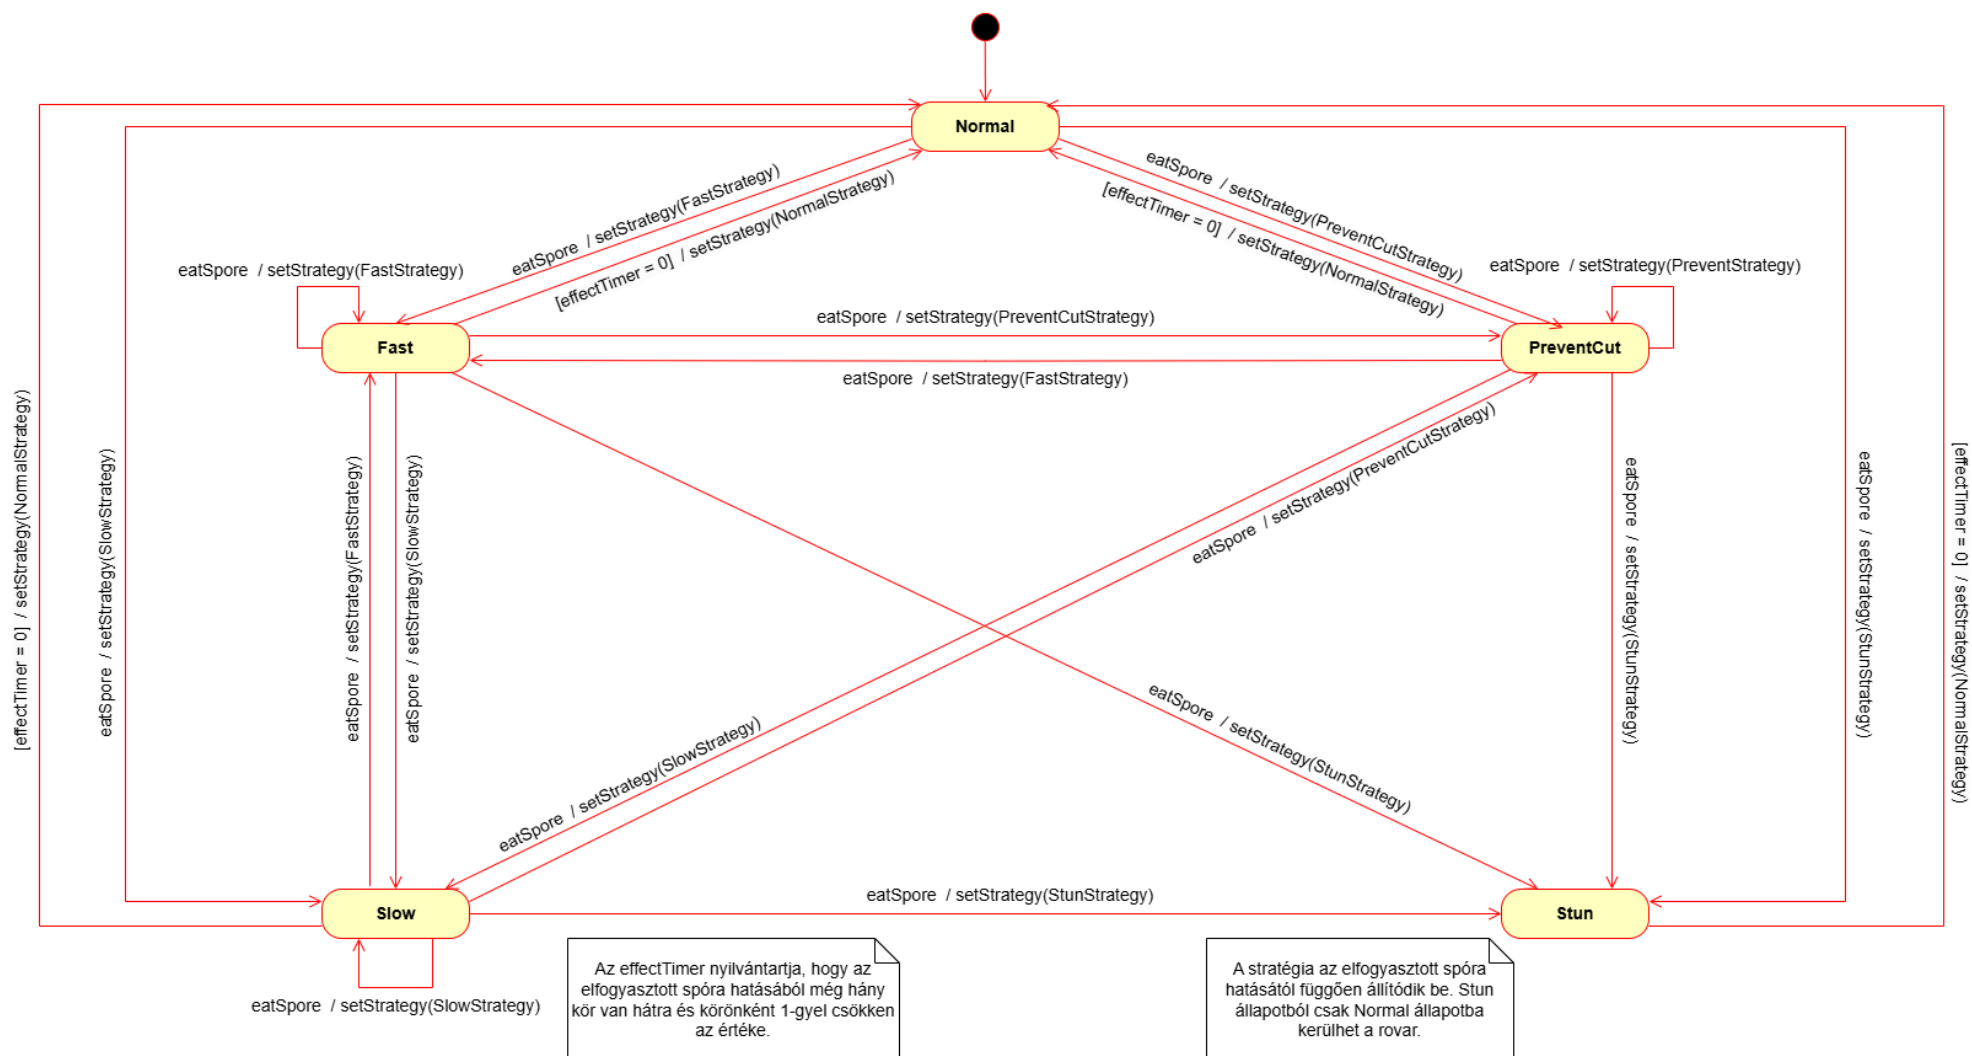 Normal
eatSpore / setStrategy(FastStrategy)
[effectTimer = 0] / setStrategy(NormalStrategy)
eatSpore / setStrategy(PreventCutStrategy)
[effectTimer = 0] / setStrategy(NormalStrategy)
eatSpore / setStrategy(FastStrategy)
eatSpore / setStrategy(PreventStrategy)
eatSpore / setStrategy(PreventCutStrategy)
Fast
PreventCut
eatSpore / setStrategy(FastStrategy)
[effectTimer = 0] / setStrategy(NormalStrategy)
eatSpore / setStrategy(SlowStrategy)
eatSpore / setStrategy(FastStrategy)
eatSpore / setStrategy(SlowStrategy)
eatSpore / setStrategy(PreventCutStrategy)
eatSpore / setStrategy(StunStrategy)
eatSpore / setStrategy(StunStrategy)
[effectTimer = 0] / setStrategy(NormalStrategy)
eatSpore / setStrategy(SlowStrategy)
eatSpore / setStrategy(StunStrategy)
eatSpore / setStrategy(StunStrategy)
Slow
Stun
eatSpore / setStrategy(SlowStrategy)
Az effectTimer nyilvántartja, hogy az
elfogyasztott spóra hatásából még hány
kör van hátra és körönként 1-gyel csökken
az értéke.
A stratégia az elfogyasztott spóra
hatásától függően állítódik be. Stun
állapotból csak Normal állapotba
kerülhet a rovar.